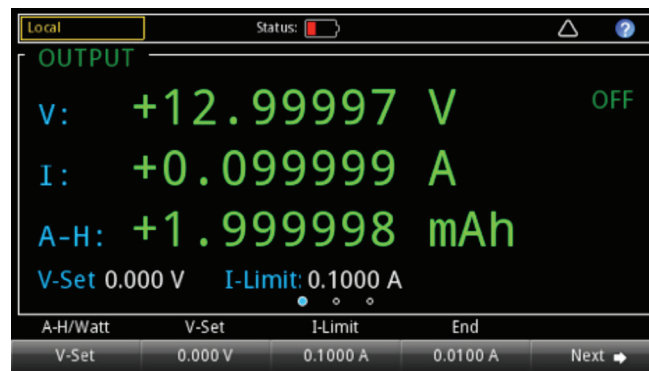 Local Status: ?
OUTPUT
V: +12.99997 V OFF
I: +0.099999 A
A-H: +1.999998 mAh
V-Set 0.000 V I-Limit: 0.1000 A
A-H/Watt V-Set I-Limit End
V-Set 0.000 V 0.1000 A 0.0100 A Next